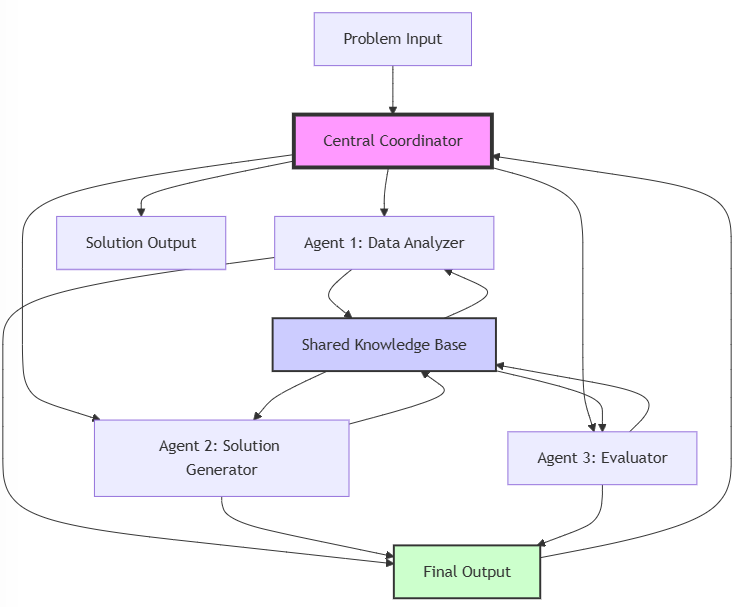 Problem Input
Central Coordinator
Solution Output
Agent 1: Data Analyzer
Shared Knowledge Base
Agent 2: Solution
Generator
Agent 3: Evaluator
Final Output